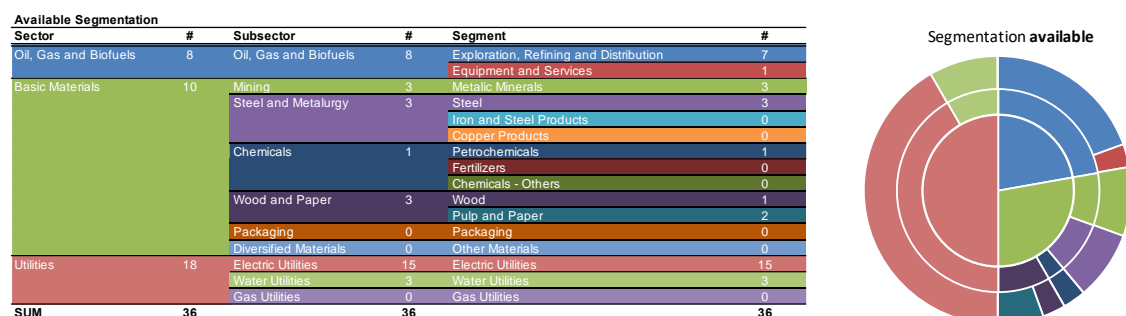 Available Segmentation
Sector # Subsector # Segment #
Oil, Gas and Biofuels 8 Oil, Gas and Biofuels 8 Exploration, Refining and Distribution 7
Equipment and Services 1
Basic Materials 10 Mining 3 Metalic Minerals 3
Steel and Metalurgy 3 Steel 3
Iron and Steel Products 0
Copper Products 0
Chemicals 1 Petrochemicals 1
Fertilizers 0
Chemicals - Others 0
Wood and Paper 3 Wood 1
Pulp and Paper 2
Packaging 0 Packaging 0
Diversified Materials 0 Other Materials 0
Utilities 18 Electric Utilities 15 Electric Utilities 15
Water Utilities 3 Water Utilities 3
Gas Utilities 0 Gas Utilities 0
SUM 36 36 36
Segmentation available